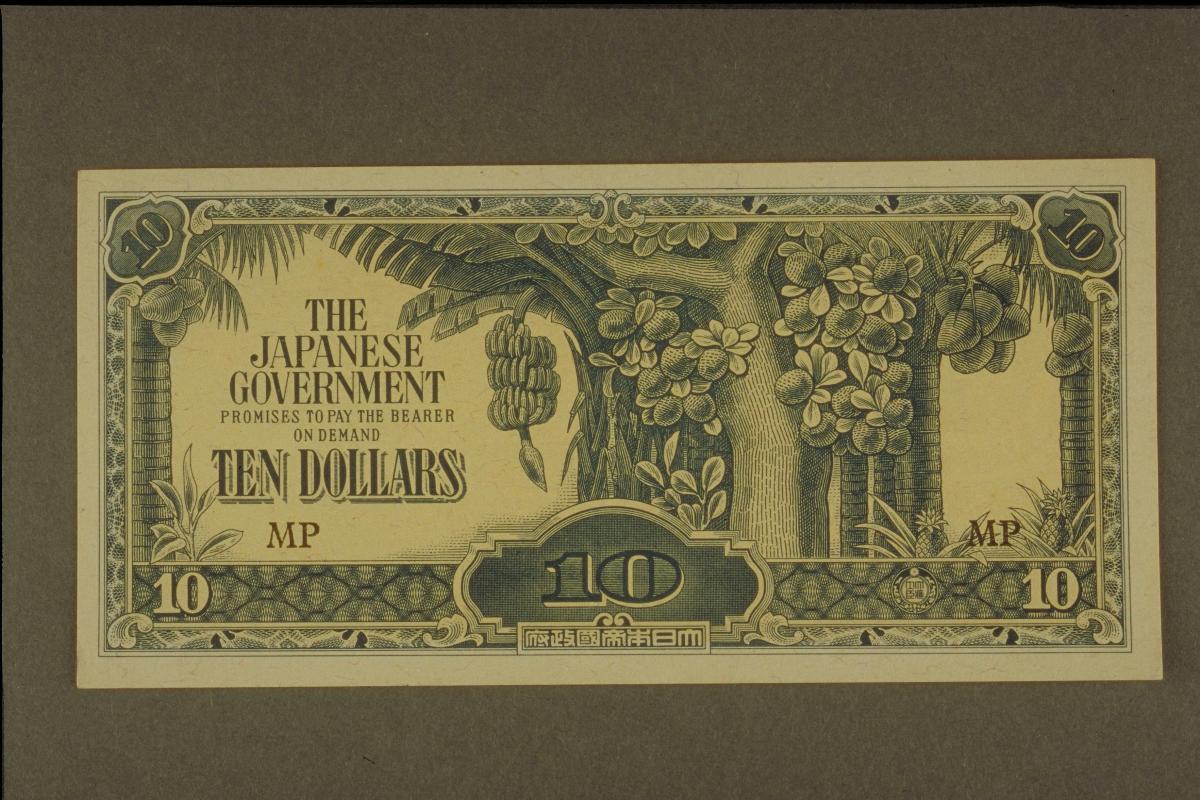 10
10
THE
JAPANESE
GOVERNMENT
PROMISES TO PAY THE BEARER
ON DEMAND
TEN DOLLARS
MP
MP
10
10
10
府政國帝本日大